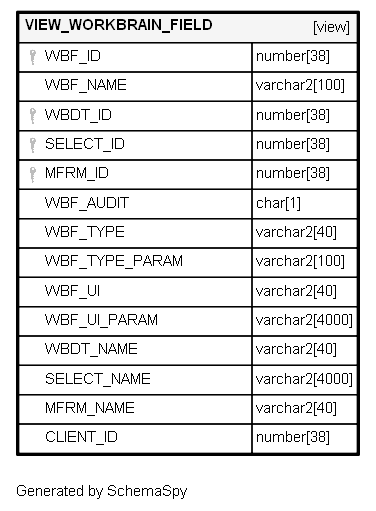 VIEW_WORKBRAIN_FIELD [view]
WBF_ID number[38]
WBF_NAME varchar2[100]
WBDT_ID number[38]
SELECT_ID number[38]
MFRM_ID number[38]
WBF_AUDIT char[1]
WBF_TYPE varchar2[40]
WBF_TYPE_PARAM varchar2[100]
WBF_UI varchar2[40]
WBF_UI_PARAM varchar2[4000]
WBDT_NAME varchar2[40]
SELECT_NAME varchar2[4000]
MFRM_NAME varchar2[40]
CLIENT_ID number[38]
Generated by SchemaSpy